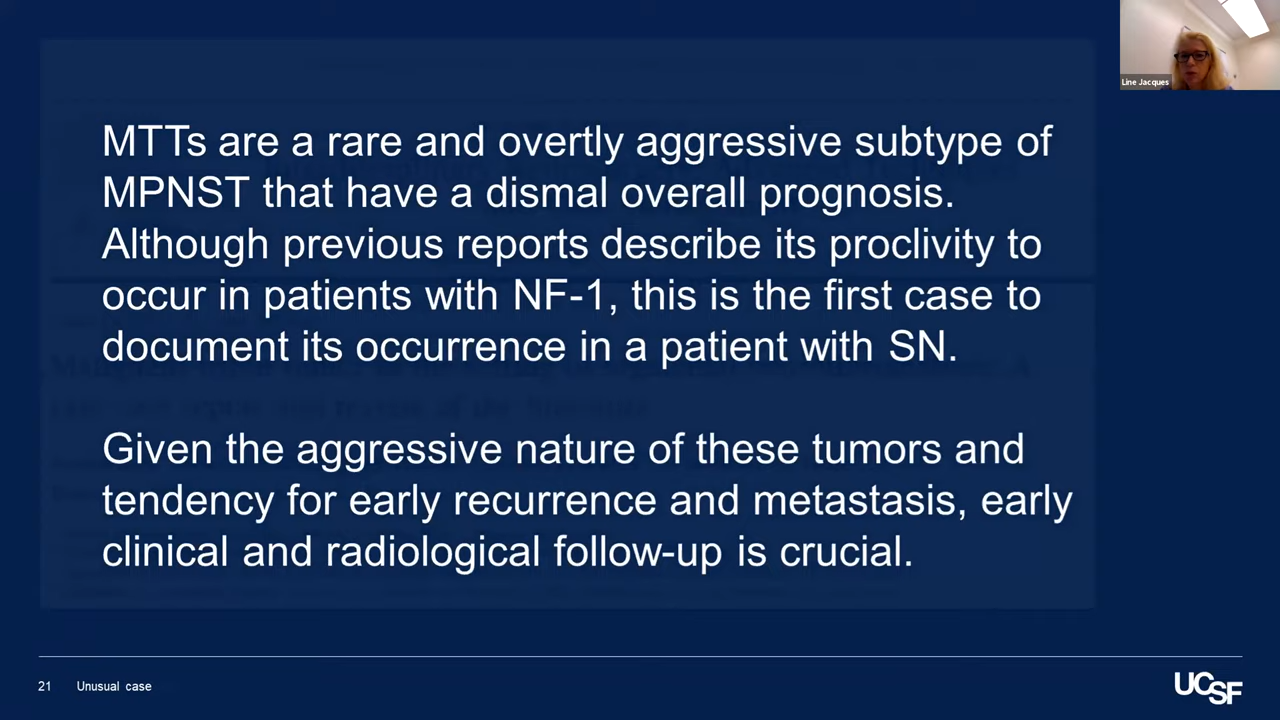 Line Jacques
MTTs are a rare and overtly aggressive subtype of
MPNST that have a dismal overall prognosis.
Although previous reports describe its proclivity to
occur in patients with NF-1, this is the first case to
document its occurrence in a patient with SN.
Given the aggressive nature of these tumors and
tendency for early recurrence and metastasis, early
clinical and radiological follow-up is crucial.
21 Unusual case
UCSF